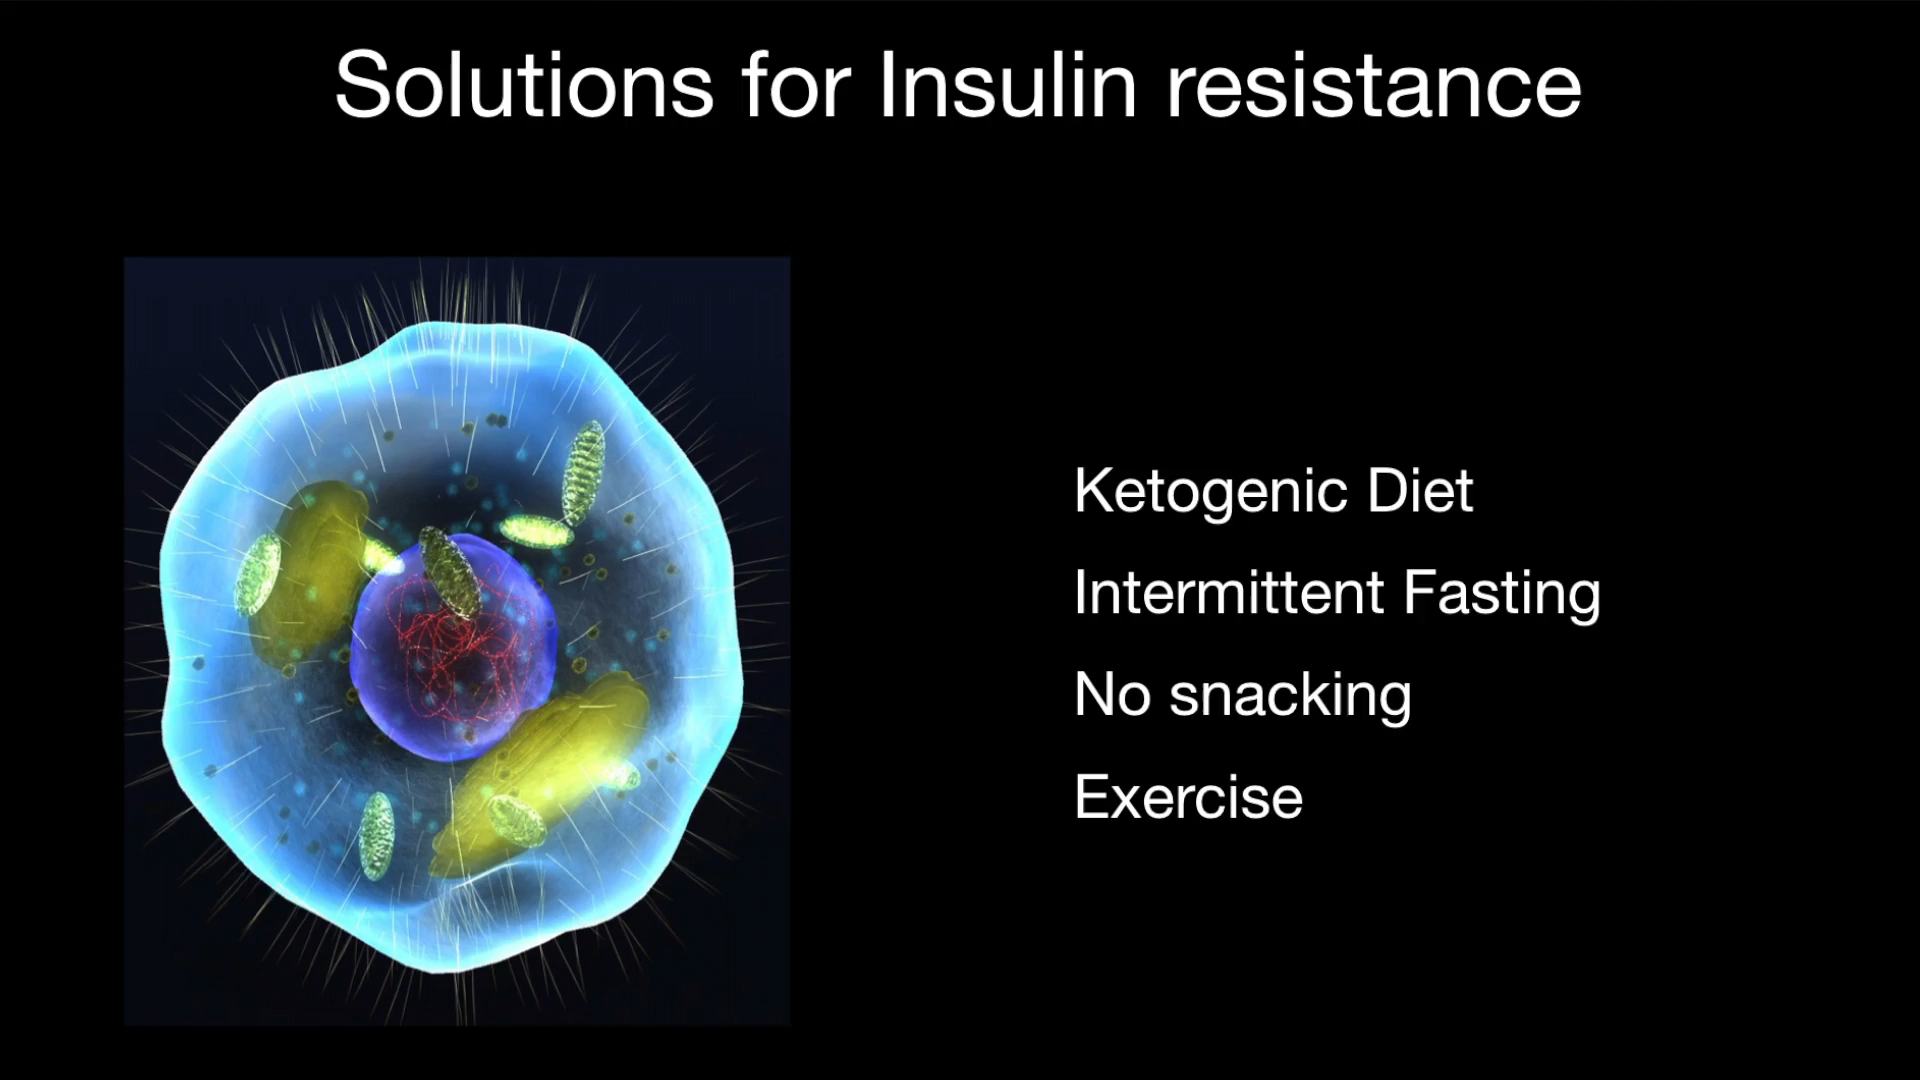 Solutions for Insulin resistance
Ketogenic Diet
Intermittent Fasting
No snacking
Exercise